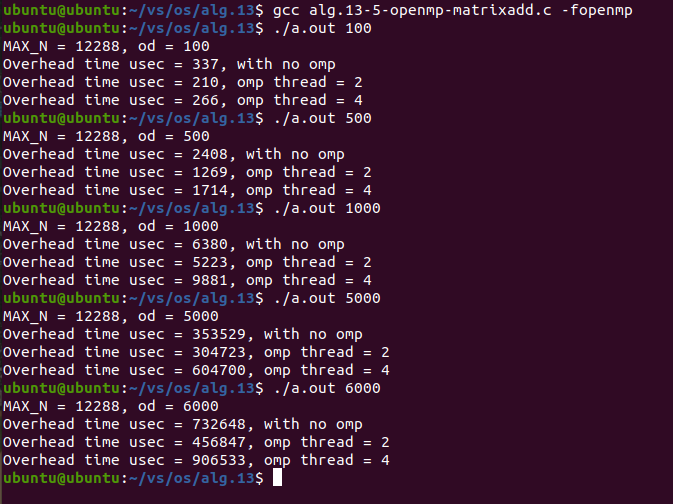 ubuntu@ubuntu:~/vs/os/alg.13$ gcc alg.13-5-openmp-matrixadd.c -fopenmp
ubuntu@ubuntu:~/vs/os/alg.13$ ./a.out 100
MAX_N = 12288, od = 100
Overhead time usec = 337, with no omp
Overhead time usec = 210, omp thread = 2
Overhead time usec = 266, omp thread = 4
ubuntu@ubuntu:~/vs/os/alg.13$ ./a.out 500
MAX_N = 12288, od = 500
Overhead time usec = 2408, with no omp
Overhead time usec = 1269, omp thread = 2
Overhead time usec = 1714, omp thread = 4
ubuntu@ubuntu:~/vs/os/alg.13$ ./a.out 1000
MAX_N = 12288, od = 1000
Overhead time usec = 6380, with no omp
Overhead time usec = 5223, omp thread = 2
Overhead time usec = 9881, omp thread = 4
ubuntu@ubuntu:~/vs/os/alg.13$ ./a.out 5000
MAX_N = 12288, od = 5000
Overhead time usec = 353529, with no omp
Overhead time usec = 304723, omp thread = 2
Overhead time usec = 604700, omp thread = 4
ubuntu@ubuntu:~/vs/os/alg.13$ ./a.out 6000
MAX_N = 12288, od = 6000
Overhead time usec = 732648, with no omp
Overhead time usec = 456847, omp thread = 2
Overhead time usec = 906533, omp thread = 4
ubuntu@ubuntu:~/vs/os/alg.13$